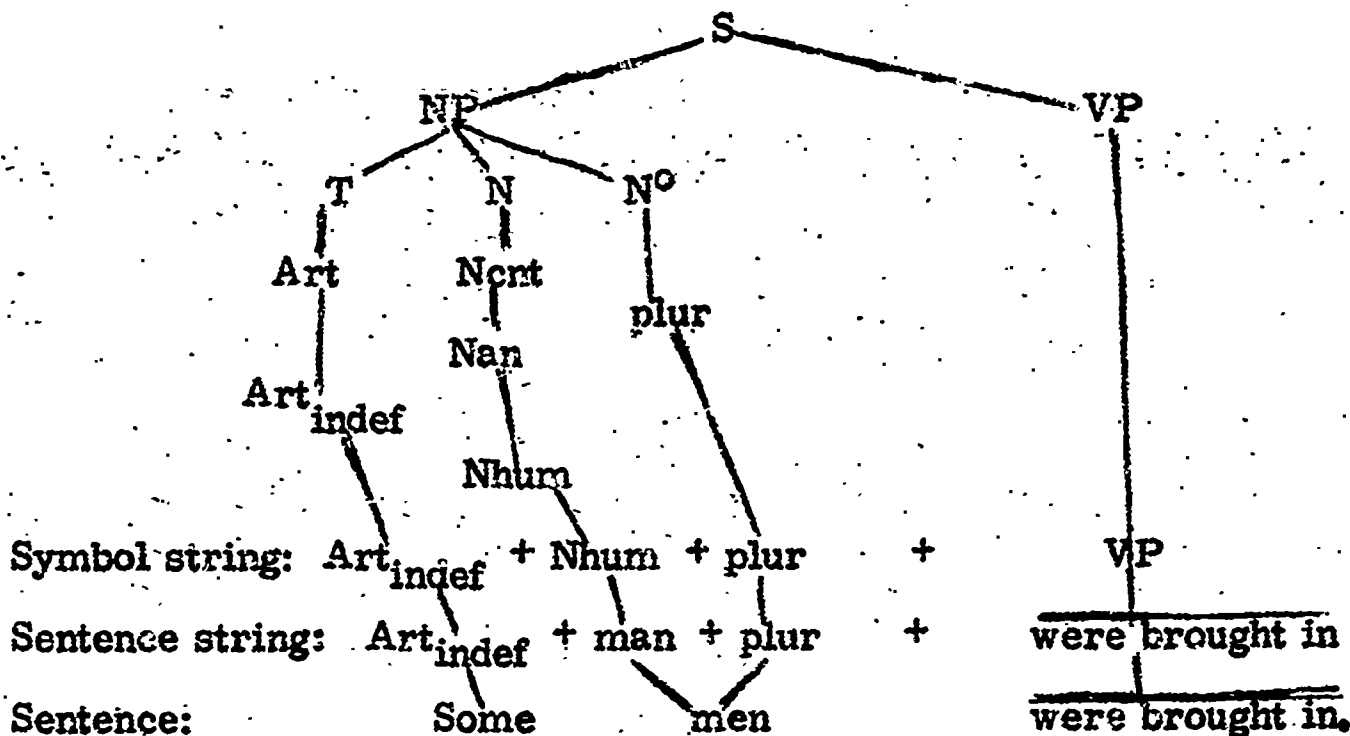 S
NP VP
T N Nº
Art Ncnt
plur
Nan
Art indef
Nhum
Symbol string: Art indef + Nhum + plur + VP
Sentence string: Art indef + man + plur + were brought in
Sentence: Some men were brought in.